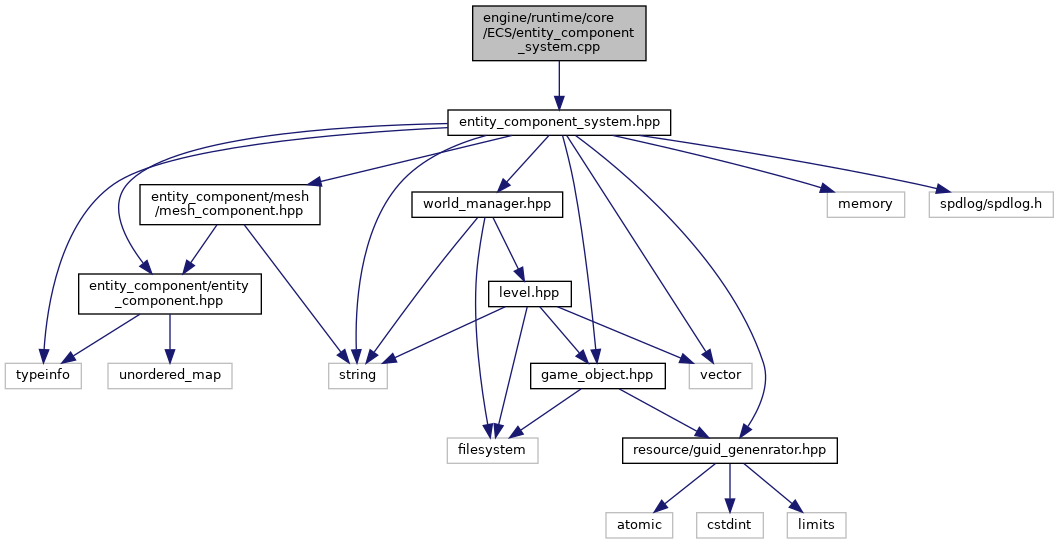 engine/runtime/core
/ECS/entity_component
_system.cpp
entity_component_system.hpp
entity_component/mesh
/mesh_component.hpp
world_manager.hpp
memory
spdlog/spdlog.h
entity_component/entity
_component.hpp
level.hpp
typeinfo
unordered_map
string
game_object.hpp
vector
filesystem
resource/guid_genenrator.hpp
atomic
cstdint
limits